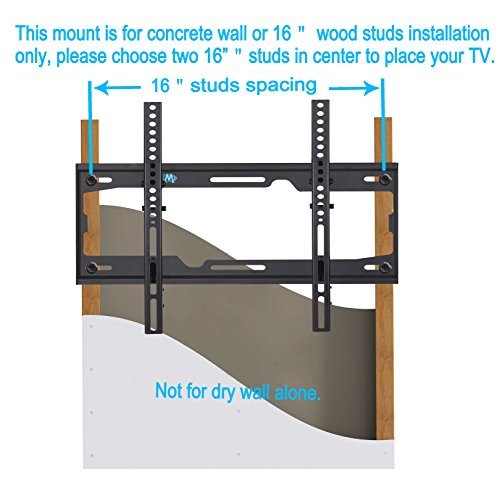 This mount is for concrete wall or 16 " wood studs installation
only, please choose two 16” " studs in center to place your TV.
16 " studs spacing
Not for dry wall alone.